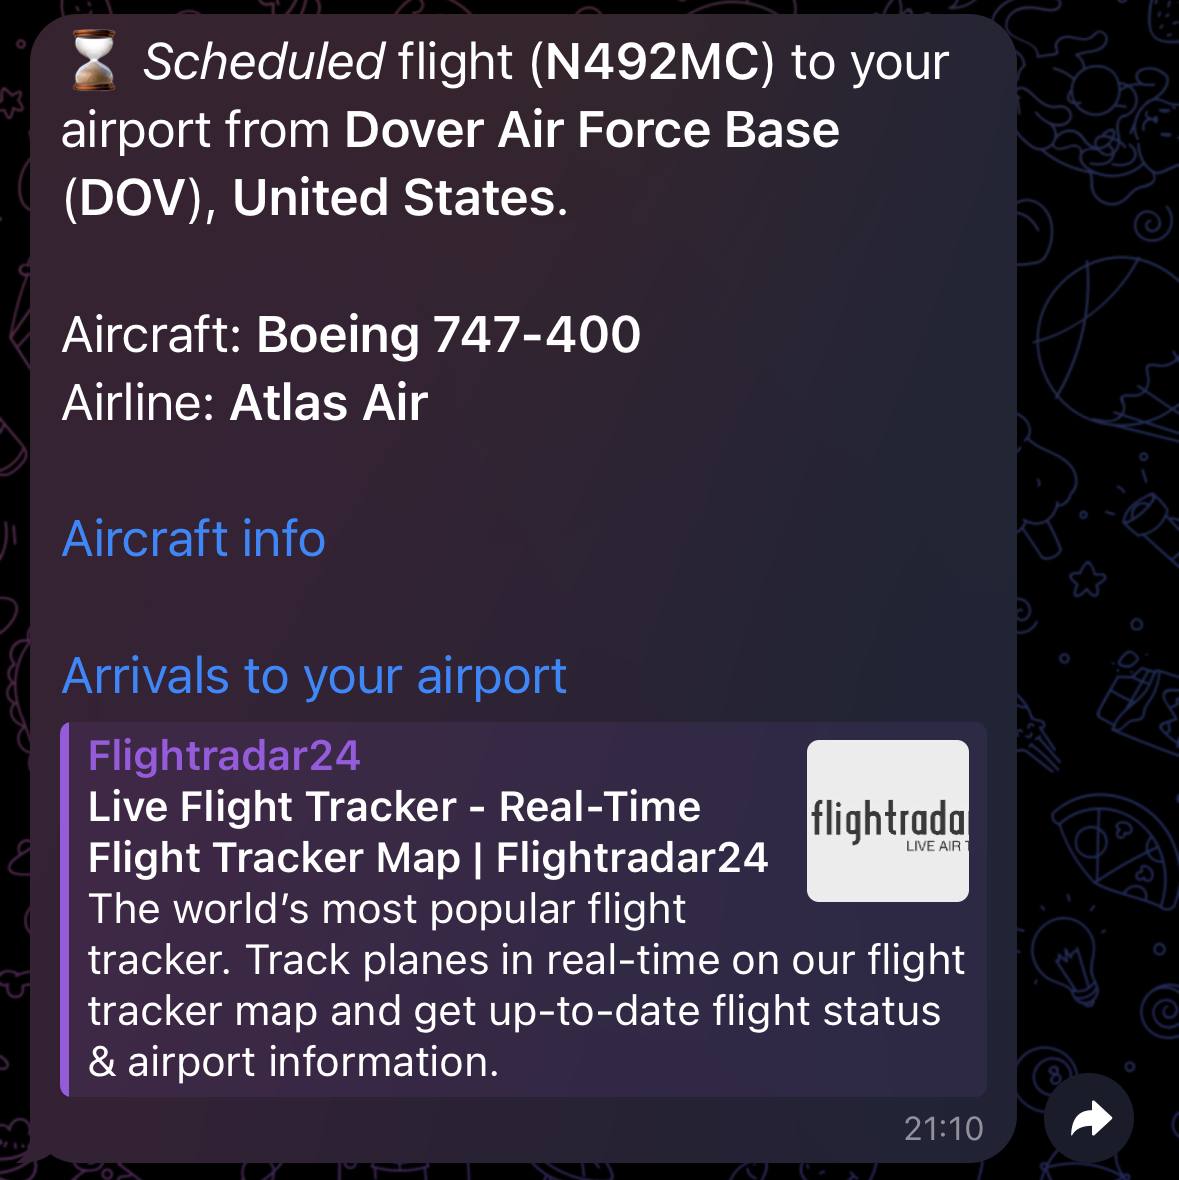 ⏳ Scheduled flight (N492MC) to your
airport from Dover Air Force Base
(DOV), United States.
Aircraft: Boeing 747-400
Airline: Atlas Air
Aircraft info
Arrivals to your airport
Flightradar24
Live Flight Tracker - Real-Time
Flight Tracker Map | Flightradar24
The world’s most popular flight
tracker. Track planes in real-time on our flight
tracker map and get up-to-date flight status
& airport information.
flightrada
LIVE AIR T
21:10
8